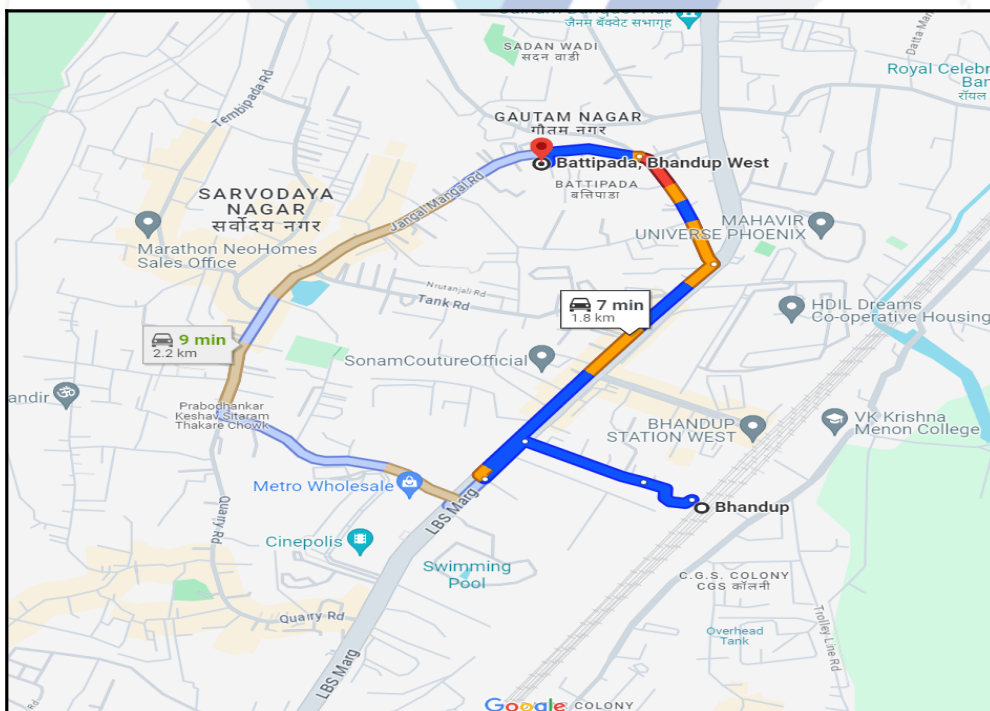 जैनम बॅंक्वेट सभागृह
Datta Man
SADAN WADI
सदन वाडी
Royal Celebr
Ban
रॉयल
Tembipada Rd
GAUTAM NAGAR
गौतम नगर
Battipada, Bhandup West
BATTIPADA
बत्तिपाडा
SARVODAYA
NAGAR
सर्वोदय नगर
Jangal Mangal Rd
MAHAVIR
UNIVERSE PHOENIX
Marathon NeoHomes
Sales Office
Nrutanjali Rd
Tank Rd
7 min
1.8 km
HDIL Dreams
Co-operative Housing
9 min
2.2 km
SonamCoutureOfficial
andir
Prabodhankar
Keshav Sitaram
Thakare Chowk
BHANDUP
STATION WEST
VK Krishna
Menon College
Metro Wholesale
LBS Marg
Bhandup
Quarry Rd
Cinepolis
Swimming
Pool
C.G.S. COLONY
CGS कॉलनी
Quarry Rd
Trolley Line Rd
Overhead
Tank
LBS Marg
Rd
Google
COLONY